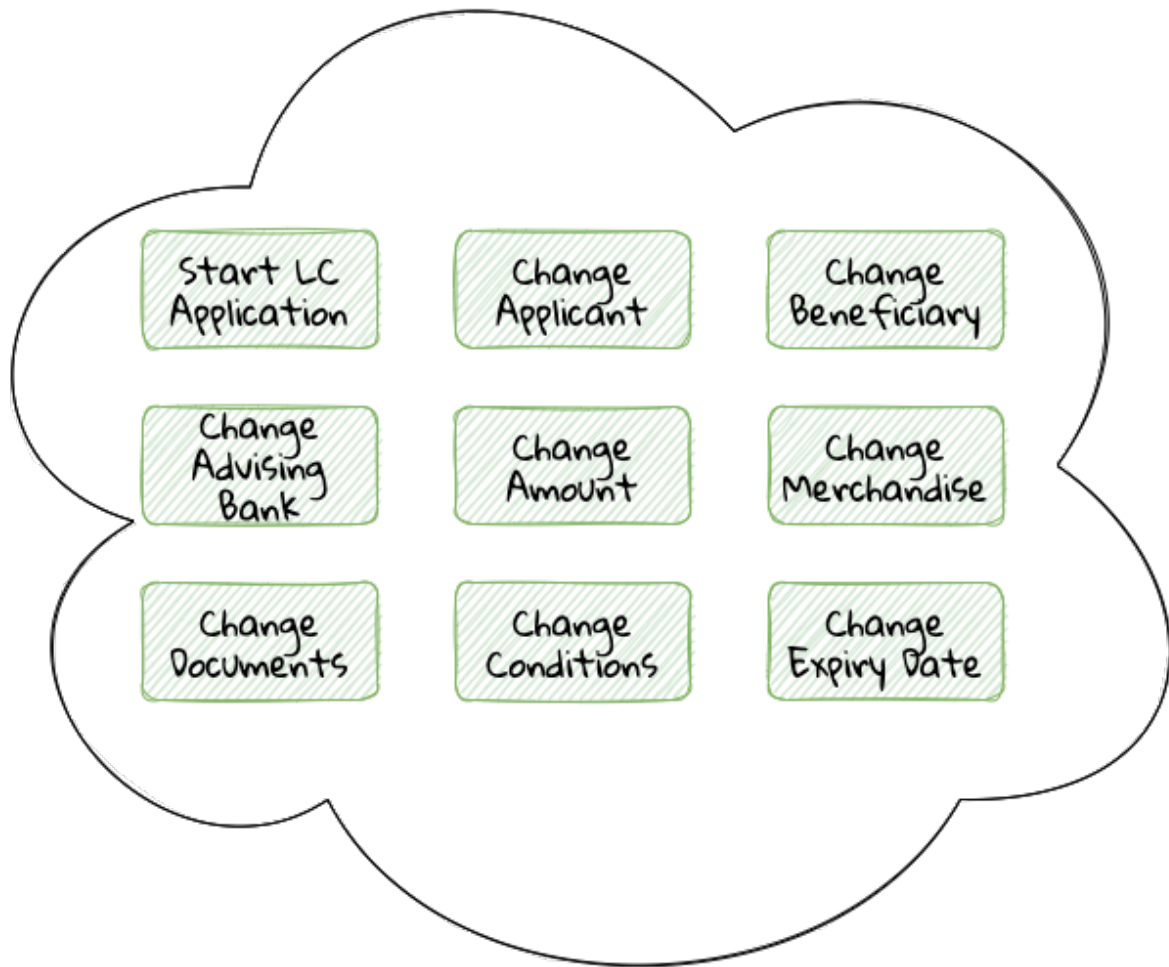 Start LC
Application
Change
Applicant
Change
Beneficiary
Change
Advising
Bank
Change
Amount
Change
Merchandise
Change
Documents
Change
Conditions
Change
Expiry Date